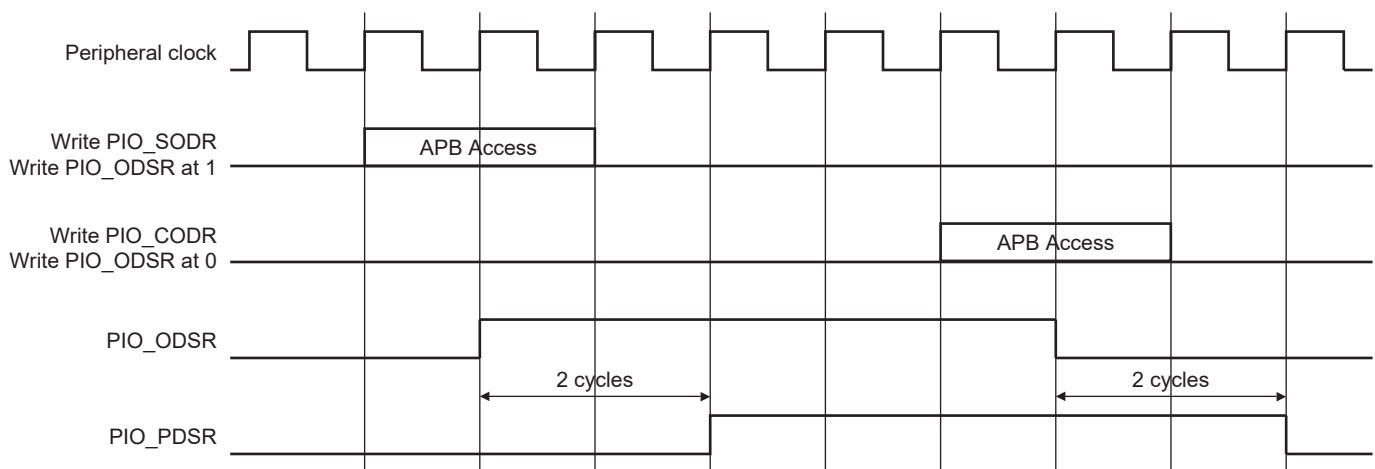 Peripheral clock
Write PIO_SODR
Write PIO_ODSR at 1
APB Access
Write PIO_CODR
Write PIO_ODSR at 0
APB Access
PIO_ODSR
2 cycles
2 cycles
PIO_PDSR